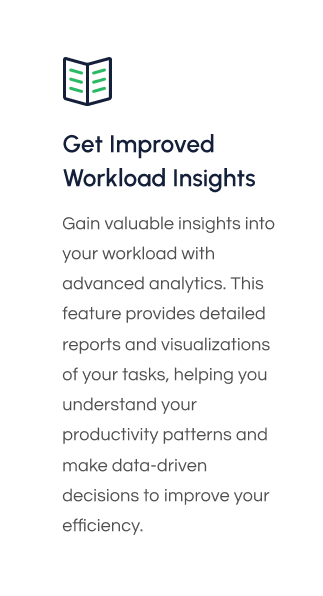 Get Improved
Workload Insights
Gain valuable insights into
your workload with
advanced analytics. This
feature provides detailed
reports and visualizations
of your tasks, helping you
understand your
productivity patterns and
make data-driven
decisions to improve your
efficiency.